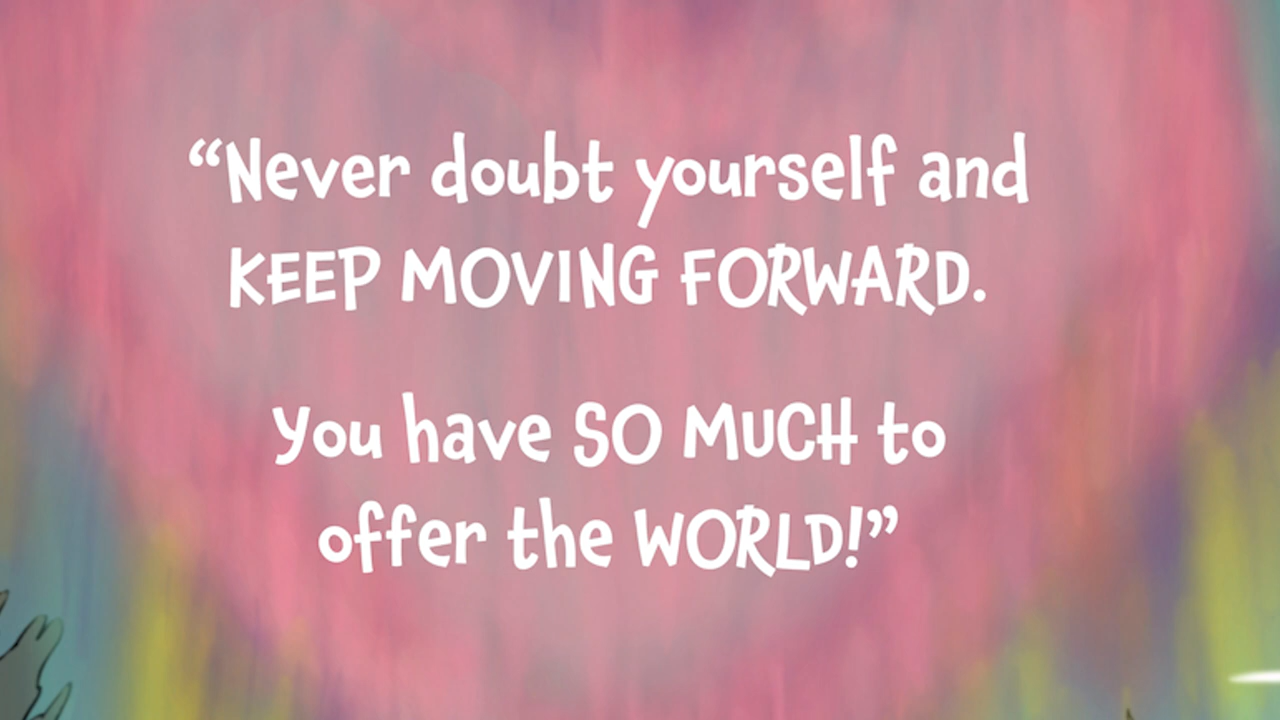 “Never doubt yourself and
KEEP MOVING FORWARD.
You have SO MUCH to
offer the WORLD!”